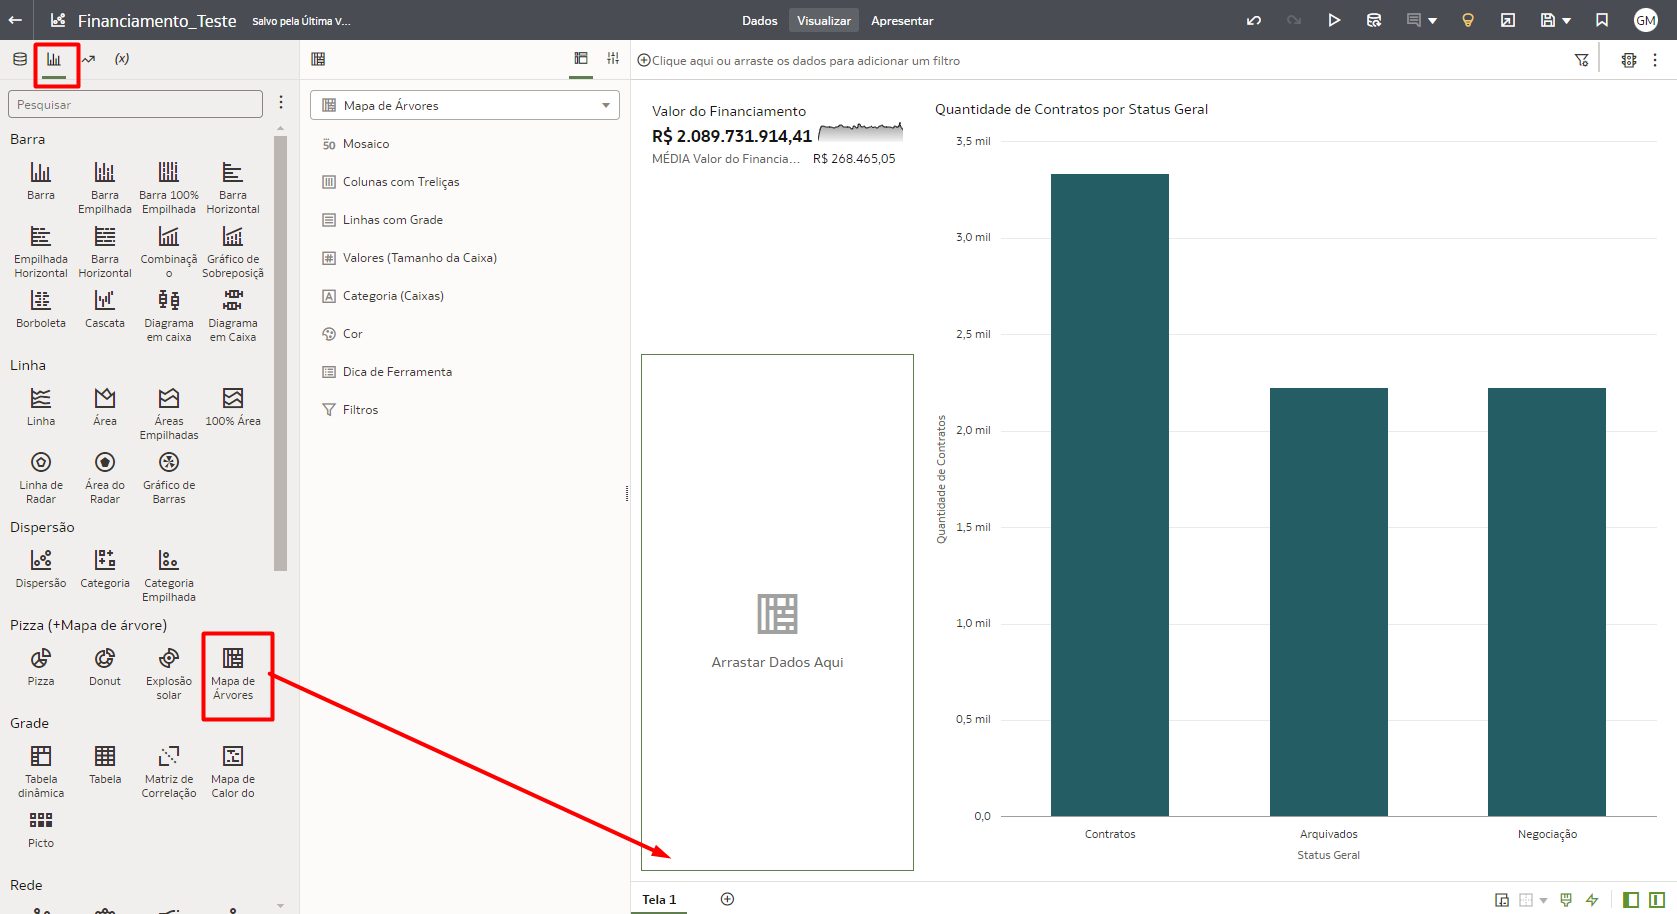 Financiamento_Teste
Salvo pela Última V...
Dados
Visualizar
Apresentar
GM
(x)
Pesquisar
Barra
Barra
Barra
Empilhada
Barra 100%
Empilhada
Barra
Horizontal
Empilhada
Horizontal
Barra
Horizontal
Combinaçã
o
Gráfico de
Sobreposiçã
Borboleta
Cascata
Diagrama
em caixa
Diagrama
em Caixa
Linha
Linha
Área
Áreas
Empilhadas
100% Área
Linha de
Radar
Área do
Radar
Gráfico de
Barras
Dispersão
Dispersão
Categoria
Categoria
Empilhada
Pizza (+Mapa de árvore)
Pizza
Donut
Explosão
solar
Mapa de
Árvores
Grade
Tabela
dinâmica
Tabela
Matriz de
Correlação
Mapa de
Calor do
Picto
Rede
Mapa de Árvores
50 Mosaico
Colunas com Treliças
Linhas com Grade
# Valores (Tamanho da Caixa)
A Categoria (Caixas)
Cor
Dica de Ferramenta
Filtros
Clique aqui ou arraste os dados para adicionar um filtro
Valor do Financiamento
R$ 2.089.731.914,41
MÉDIA Valor do Financia...
R$ 268.465,05
Arrastar Dados Aqui
Quantidade de Contratos por Status Geral
Quantidade de Contratos
3,5 mil
3,0 mil
2,5 mil
2,0 mil
1,5 mil
1,0 mil
0,5 mil
0,0
Contratos
Arquivados
Negociação
Status Geral
Tela 1